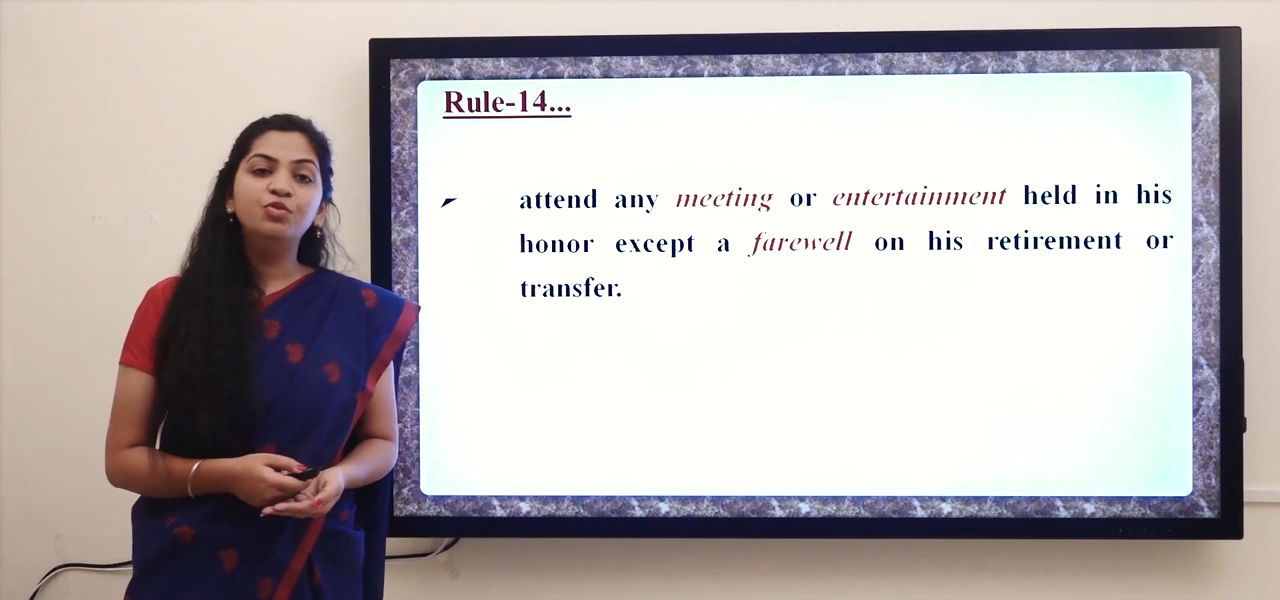 Rule-14...
attend any meeting or entertainment held in his
honor except a farewell on his retirement or
transfer.